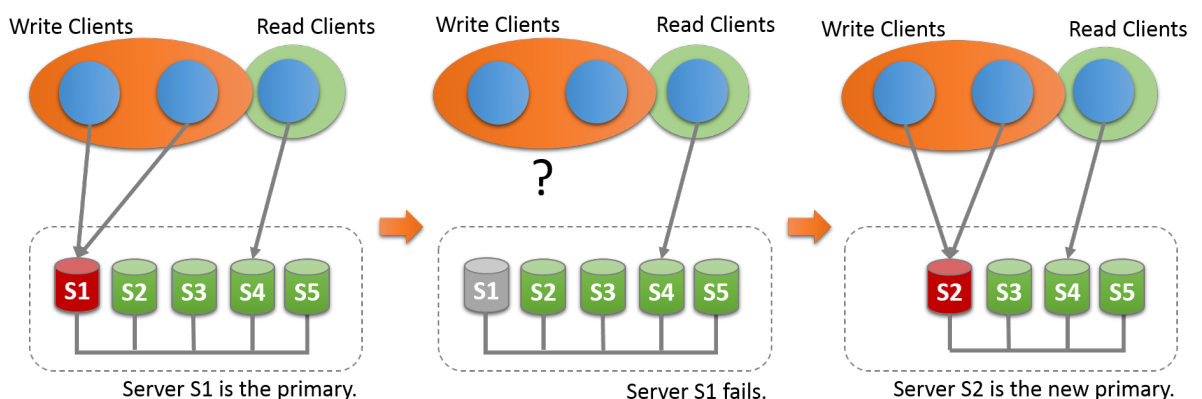 Write Clients
Read Clients
S1
S2
S3
S4
S5
Server S1 is the primary.
Write Clients
Read Clients
?
S1
S2
S3
S4
S5
Server S1 fails.
Write Clients
Read Clients
S2
S3
S4
S5
Server S2 is the new primary.